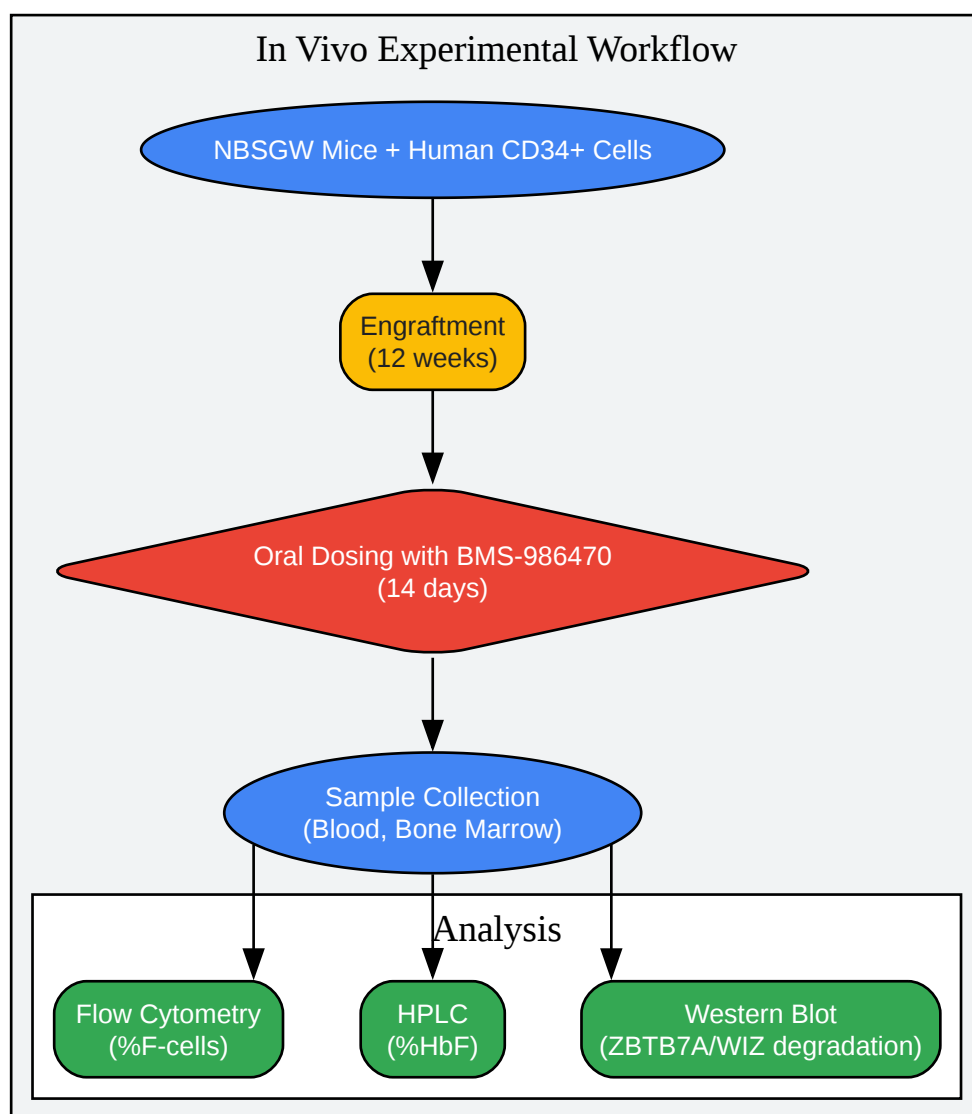 In Vivo Experimental Workflow
NBSGW Mice + Human CD34+ Cells
Engraftment
(12 weeks)
Oral Dosing with BMS-986470
(14 days)
Sample Collection
(Blood, Bone Marrow)
Analysis
Flow Cytometry
(%F-cells)
HPLC
(%HbF)
Western Blot
(ZBTB7A/WIZ degradation)